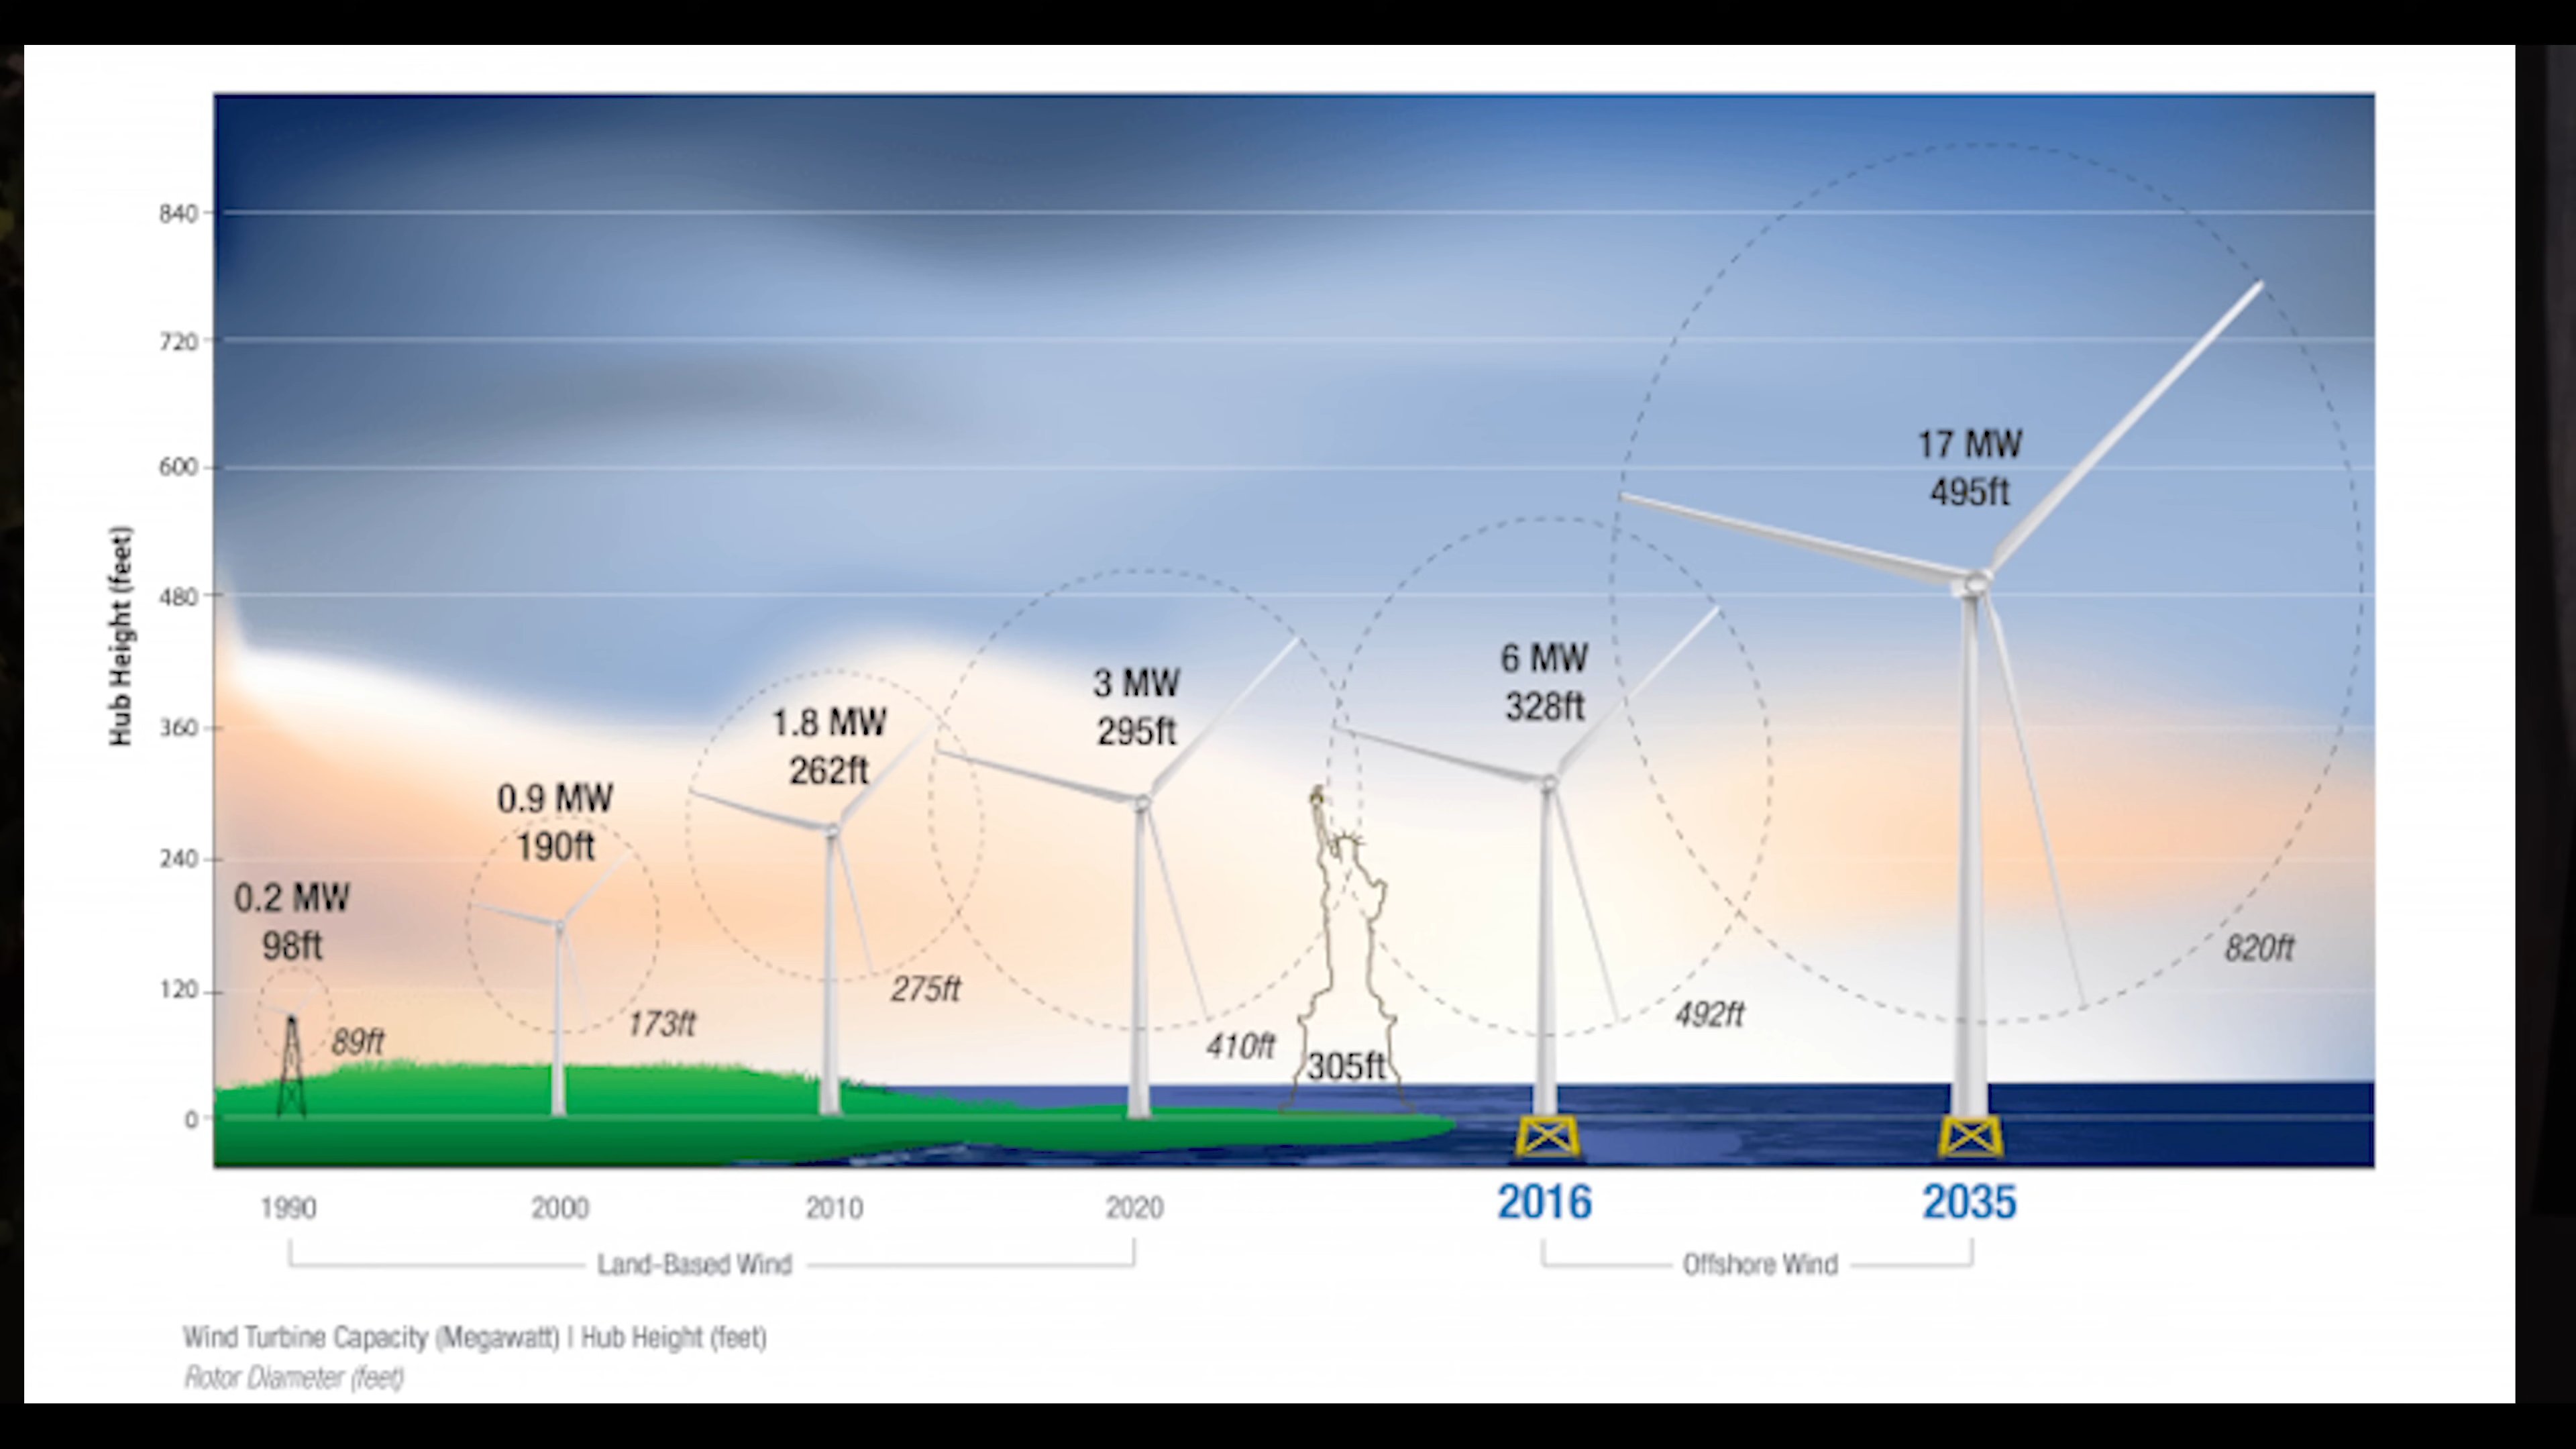 840
720
600
480
360
240
120
0
Hub Height (feet)
0.2 MW
98ft
89ft
0.9 MW
190ft
173ft
1.8 MW
262ft
275ft
3 MW
295ft
410ft
305ft
6 MW
328ft
492ft
17 MW
495ft
820ft
1990
2000
2010
2020
2016
2035
Land-Based Wind
Offshore Wind
Wind Turbine Capacity (Megawatt) | Hub Height (feet)
Rotor Diameter (feet)